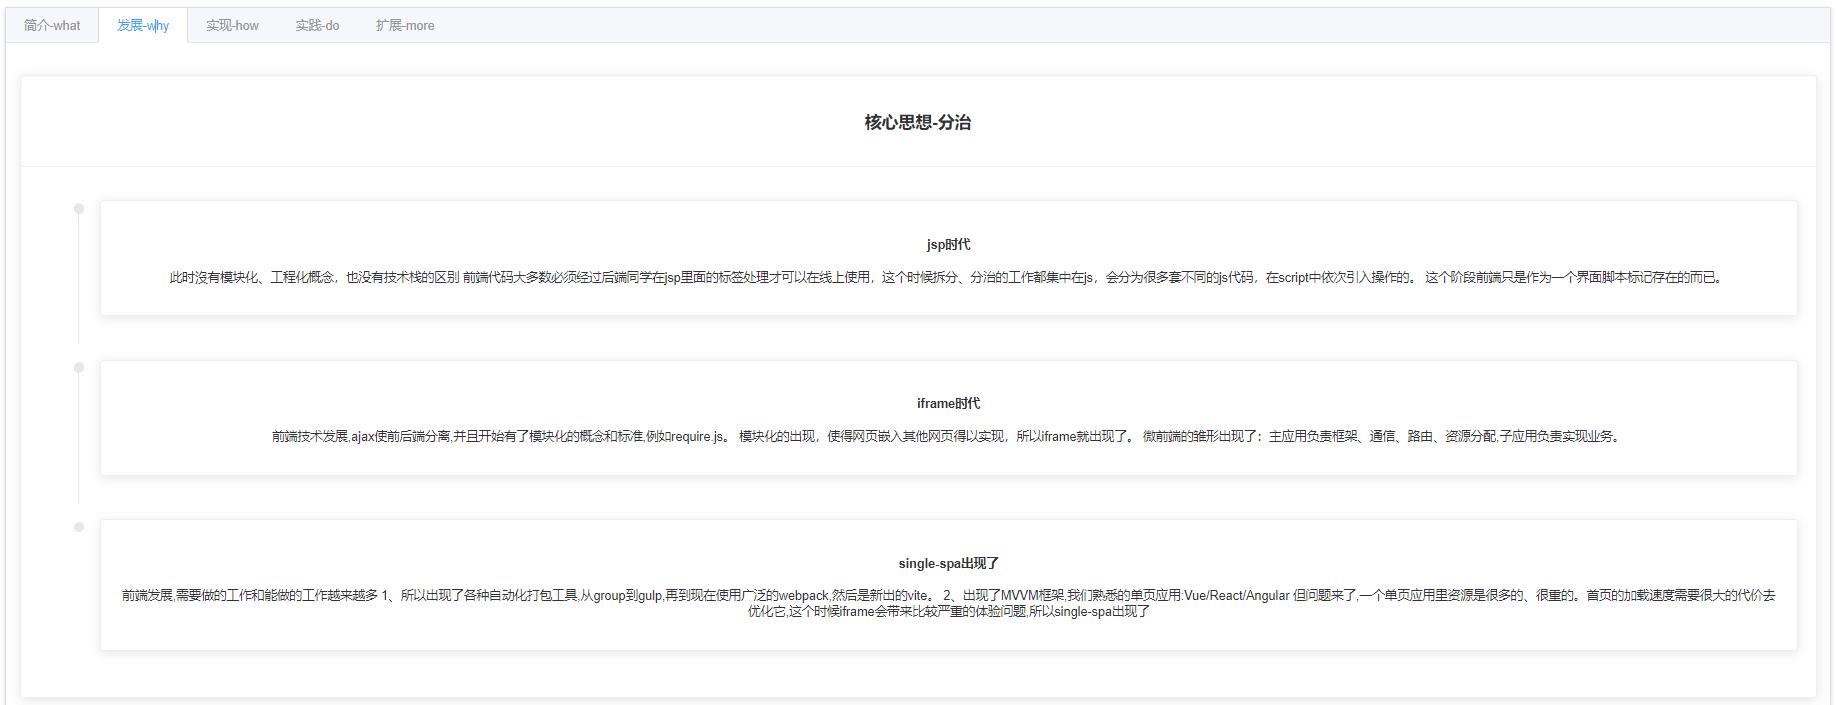 简介-what
发展-why
实现-how
实践-do
扩展-more
核心思想-分治
jsp时代
此时没有模块化、工程化概念，也没有技术栈的区别 前端代码大多数必须经过后端同学在jsp里面的标签处理才可以在线上使用，这个时候拆分、分治的工作都集中在js，会分为很多套不同的js代码，在script中依次引入操作的。 这个阶段前端只是作为一个界面脚本标记存在的而已。
iframe时代
前端技术发展,ajax使前后端分离,并且开始有了模块化的概念和标准,例如require.js。 模块化的出现，使得网页嵌入其他网页得以实现，所以iframe就出现了。 微前端的雏形出现了：主应用负责框架、通信、路由、资源分配,子应用负责实现业务。
single-spa出现了
前端发展,需要做的工作和能做的工作越来越多 1、所以出现了各种自动化打包工具,从group到gulp,再到现在使用广泛的webpack,然后是新出的vite。 2、出现了MVVM框架,我们熟悉的单页应用:Vue/React/Angular 但问题来了,一个单页应用里资源是很多的、很重的。首页的加载速度需要很大的代价去
优化它,这个时候iframe会带来比较严重的体验问题,所以single-spa出现了